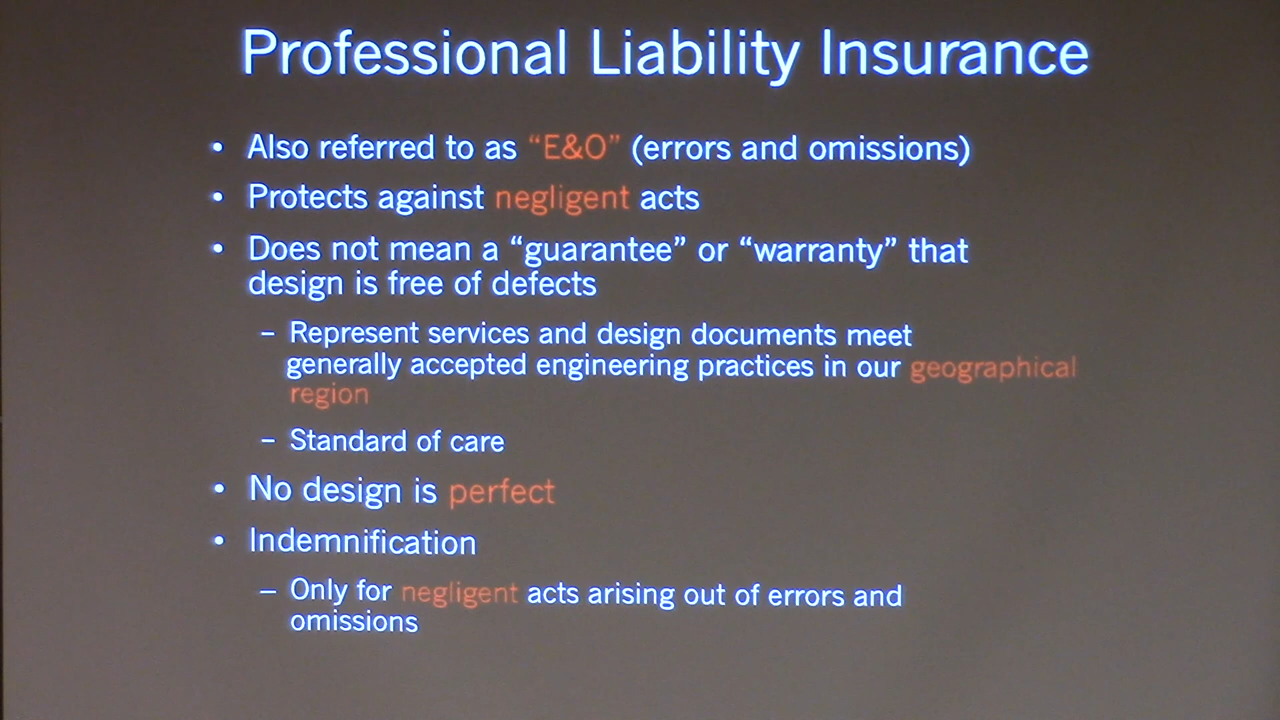 Professional Liability Insurance
• Also referred to as “E&O” (errors and omissions)
• Protects against negligent acts
• Does not mean a “guarantee” or “warranty” that
design is free of defects
– Represent services and design documents meet
generally accepted engineering practices in our geographical
region
– Standard of care
• No design is perfect
• Indemnification
– Only for negligent acts arising out of errors and
omissions